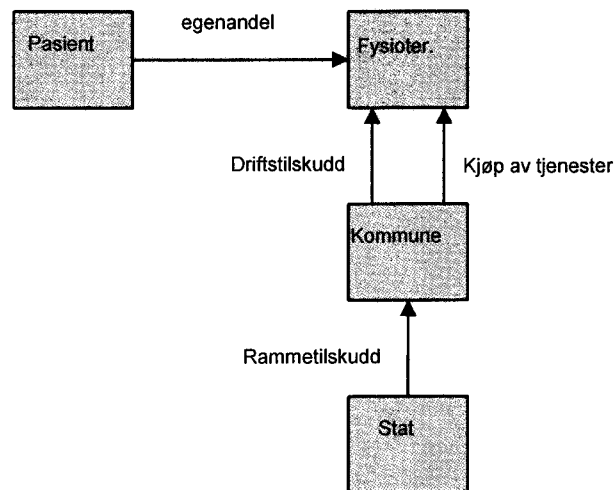 egenandel
Pasient
Fysioter.
Driftstilskudd
Kjøp av tjenester
Kommune
Rammetilskudd
Stat